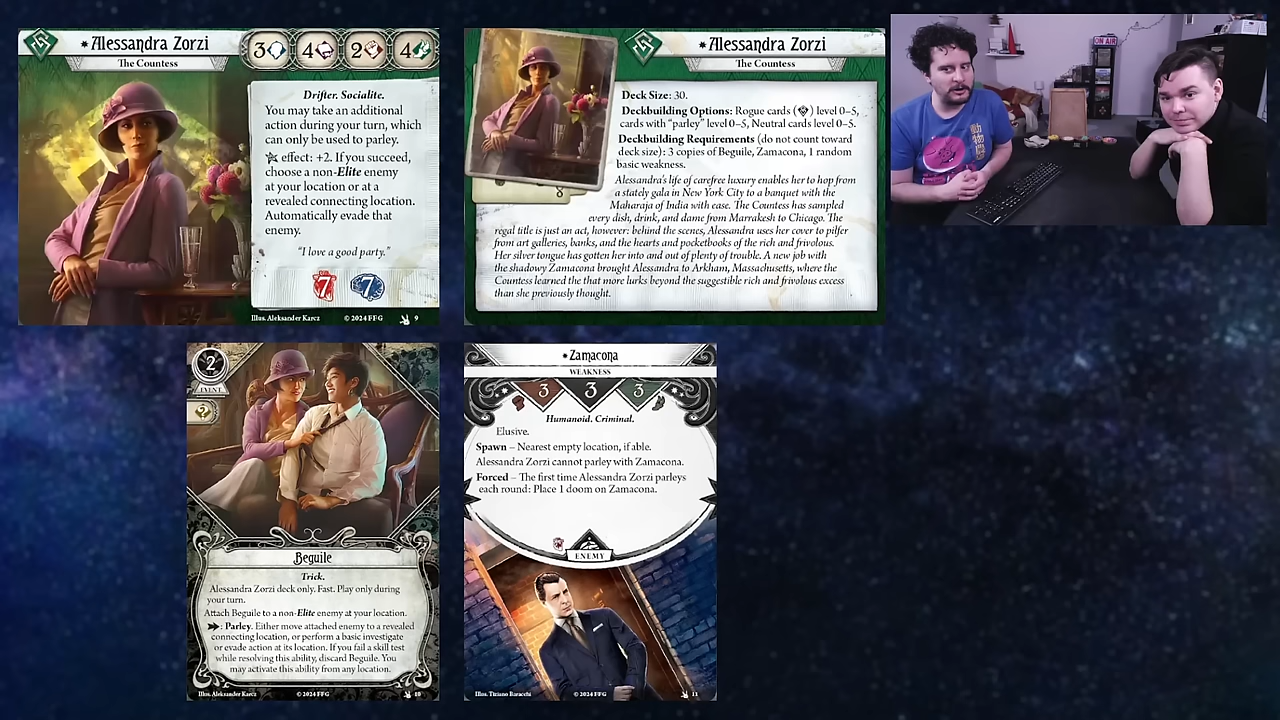 Alessandra Zorzi
The Countess
3 4 2 4
Drifter. Socialite.
You may take an additional
action during your turn, which
can only be used to parley.
effect: +2. If you succeed,
choose a non-Elite enemy
at your location or at a
revealed connecting location.
Automatically evade that
enemy.
"I love a good party."
7 7
Illus. Aleksander Karcz © 2024 FFG 9
Alessandra Zorzi
The Countess
Deck Size: 30.
Deckbuilding Options: Rogue cards ( ) level 0–5,
cards with "parley" level 0–5, Neutral cards level 0–5.
Deckbuilding Requirements (do not count toward
deck size): 3 copies of Beguile, Zamacona, 1 random
basic weakness.
Alessandra's life of carefree luxury enables her to hop from
a stately gala in New York City to a banquet with the
Maharaja of India with ease. The Countess has sampled
every dish, drink, and dame from Marrakesh to Chicago. The
regal title is just an act, however: behind the scenes, Alessandra uses her cover to pilfer
from art galleries, banks, and the hearts and pocketbooks of the rich and frivolous.
Her silver tongue has gotten her into and out of plenty of trouble. A new job with
the shadowy Zamacona brought Alessandra to Arkham, Massachusetts, where the
Countess learned the that more lurks beyond the suggestible rich and frivolous excess
than she previously thought.
ON AIR
2
EVENT
?
Beguile
Trick.
Alessandra Zorzi deck only. Fast. Play only during
your turn.
Attach Beguile to a non-Elite enemy at your location.
: Parley. Either move attached enemy to a revealed
connecting location, or perform a basic investigate
or evade action at its location. If you fail a skill test
while resolving this ability, discard Beguile. You
may activate this ability from any location.
Illus. Aleksander Karcz © 2024 FFG 10
Zamacona
WEAKNESS
3 3 3
Humanoid. Criminal.
Elusive.
Spawn – Nearest empty location, if able.
Alessandra Zorzi cannot parley with Zamacona.
Forced – The first time Alessandra Zorzi parleys
each round: Place 1 doom on Zamacona.
ENEMY
Illus. Tiziano Baracchi © 2024 FFG 11